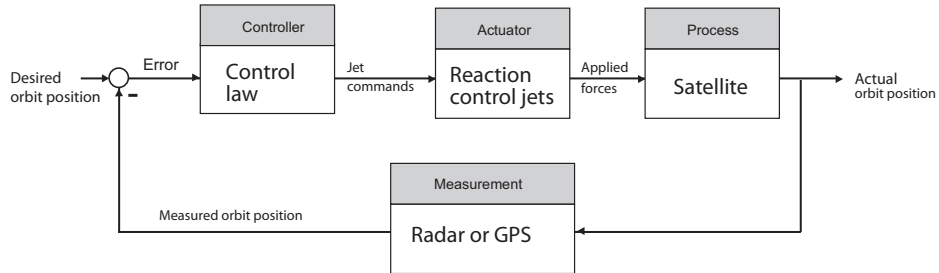 Controller
Actuator
Process
Desired
orbit position
Error
Control
law
Jet
commands
Reaction
control jets
Applied
forces
Satellite
Actual
orbit position
-
Measurement
Measured orbit position
Radar or GPS